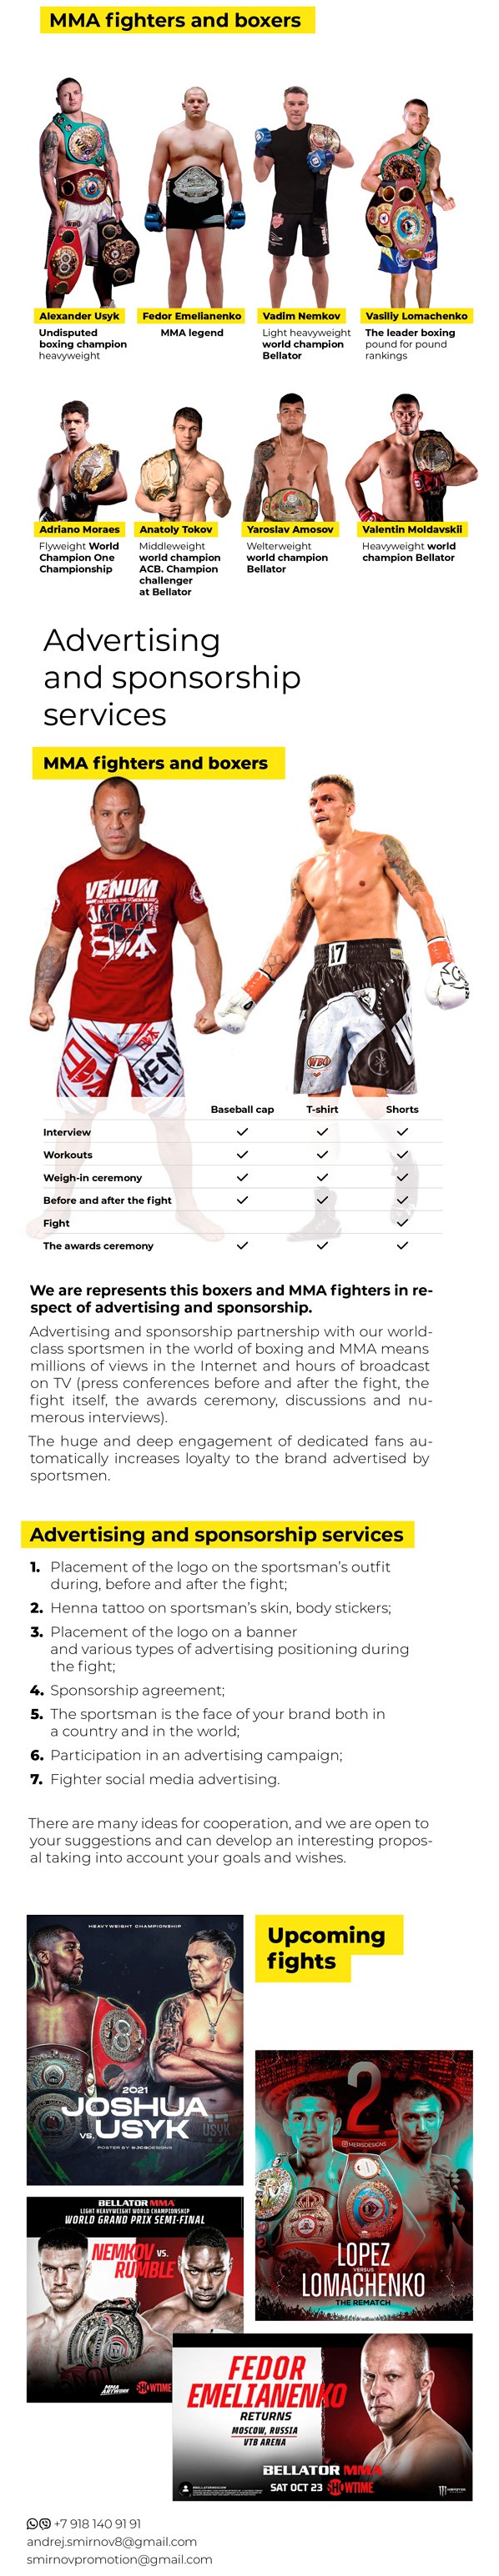 MMA fighters and boxers
Alexander Usyk
Undisputed
boxing champion
heavyweight
Fedor Emelianenko
MMA legend
Vadim Nemkov
Light heavyweight
world champion
Bellator
Vasiliy Lomachenko
The leader boxing
pound for pound
rankings
Adriano Moraes
Flyweight World
Champion One
Championship
Anatoly Tokov
Middleweight
world champion
ACB. Champion
challenger
at Bellator
Yaroslav Amosov
Welterweight
world champion
Bellator
Valentin Moldavskii
Heavyweight world
champion Bellator
Advertising
and sponsorship
services
MMA fighters and boxers
VENUM
JAPAN
日本
17
WBO
Baseball cap T-shirt Shorts
Interview
Workouts
Weigh-in ceremony
Before and after the fight
Fight
The awards ceremony
We are represents this boxers and MMA fighters in re-
spect of advertising and sponsorship.
Advertising and sponsorship partnership with our world-
class sportsmen in the world of boxing and MMA means
millions of views in the Internet and hours of broadcast
on TV (press conferences before and after the fight, the
fight itself, the awards ceremony, discussions and nu-
merous interviews).
The huge and deep engagement of dedicated fans au-
tomatically increases loyalty to the brand advertised by
sportsmen.
Advertising and sponsorship services
1. Placement of the logo on the sportsman's outfit
during, before and after the fight;
2. Henna tattoo on sportsman's skin, body stickers;
3. Placement of the logo on a banner
and various types of advertising positioning during
the fight;
4. Sponsorship agreement;
5. The sportsman is the face of your brand both in
a country and in the world;
6. Participation in an advertising campaign;
7. Fighter social media advertising.
There are many ideas for cooperation, and we are open to
your suggestions and can develop an interesting propos-
al taking into account your goals and wishes.
Upcoming
fights
HEAVYWEIGHT CHAMPIONSHIP
2021
JOSHUA
VS. USYK
POSTER BY @JCGDESIGNS
2
@MERISDESIGNS
LOPEZ
VERSUS
LOMACHENKO
THE REMATCH
BELLATOR MMA
LIGHT HEAVYWEIGHT WORLD CHAMPIONSHIP
WORLD GRAND PRIX SEMI-FINAL
NEMKOV VS.
RUMBLE
SHOWTIME
FEDOR
EMELIANENKO
RETURNS
MOSCOW, RUSSIA
VTB ARENA
BELLATOR MMA
SAT OCT 23 SHOWTIME
+7 918 140 91 91
andrej.smirnov8@gmail.com
smirnovpromotion@gmail.com